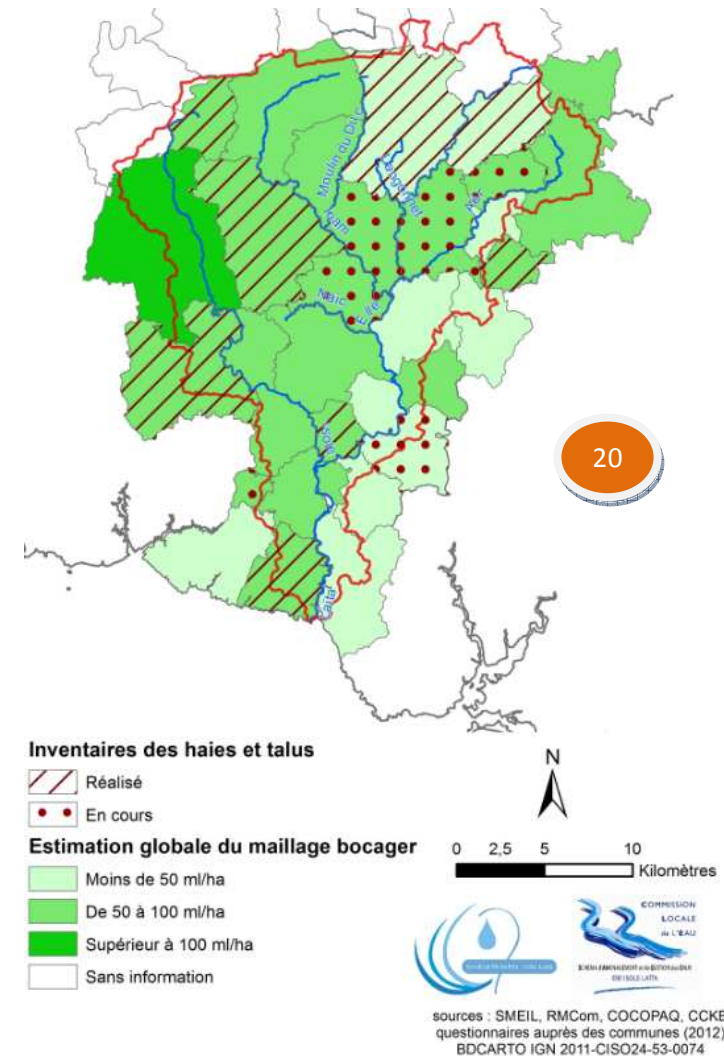 Moulin du Duc
Langonnet
Aër
Inam
Naïc
Ellé
Isole
Laïta
20
Inventaires des haies et talus
Réalisé
En cours
Estimation globale du maillage bocager
Moins de 50 ml/ha
De 50 à 100 ml/ha
Supérieur à 100 ml/ha
Sans information
N
0 2,5 5 10
Kilomètres
COMMISSION
LOCALE
de L'EAU
sources : SMEIL, RMCom, COCOPAQ, CCKB
questionnaires auprès des communes (2012)
BDCARTO IGN 2011-CISO24-53-0074